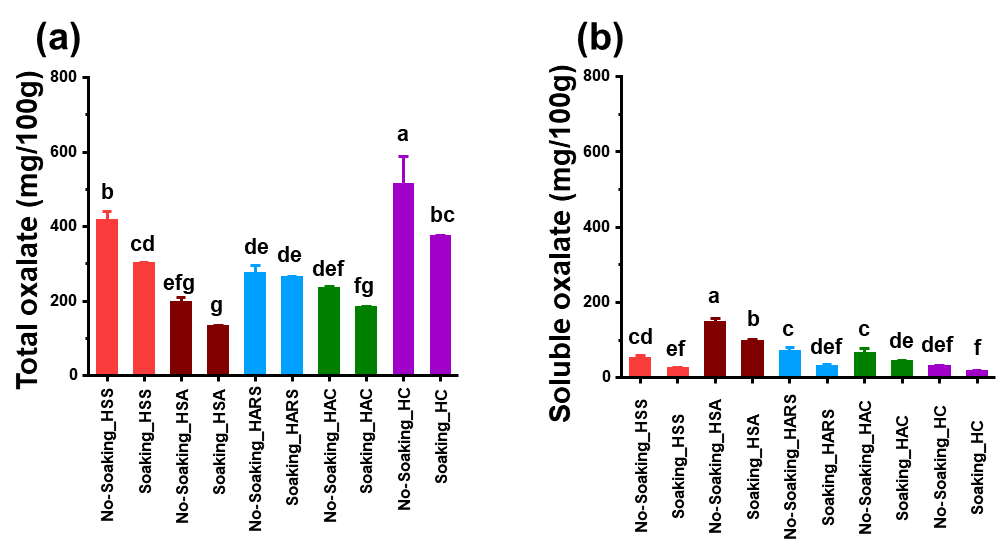 (a)
Total oxalate (mg/100g)
800
600
400
200
0
b
cd
efg
g
de
de
def
fg
a
bc
No-Soaking_HSS
Soaking_HSS
No-Soaking_HSA
Soaking_HSA
No-Soaking_HARS
Soaking_HARS
No-Soaking_HAC
Soaking_HAC
No-Soaking_HC
Soaking_HC
(b)
Soluble oxalate (mg/100g)
800
600
400
200
0
cd
ef
a
b
c
def
c
de
def
f
No-Soaking_HSS
Soaking_HSS
No-Soaking_HSA
Soaking_HSA
No-Soaking_HARS
Soaking_HARS
No-Soaking_HAC
Soaking_HAC
No-Soaking_HC
Soaking_HC